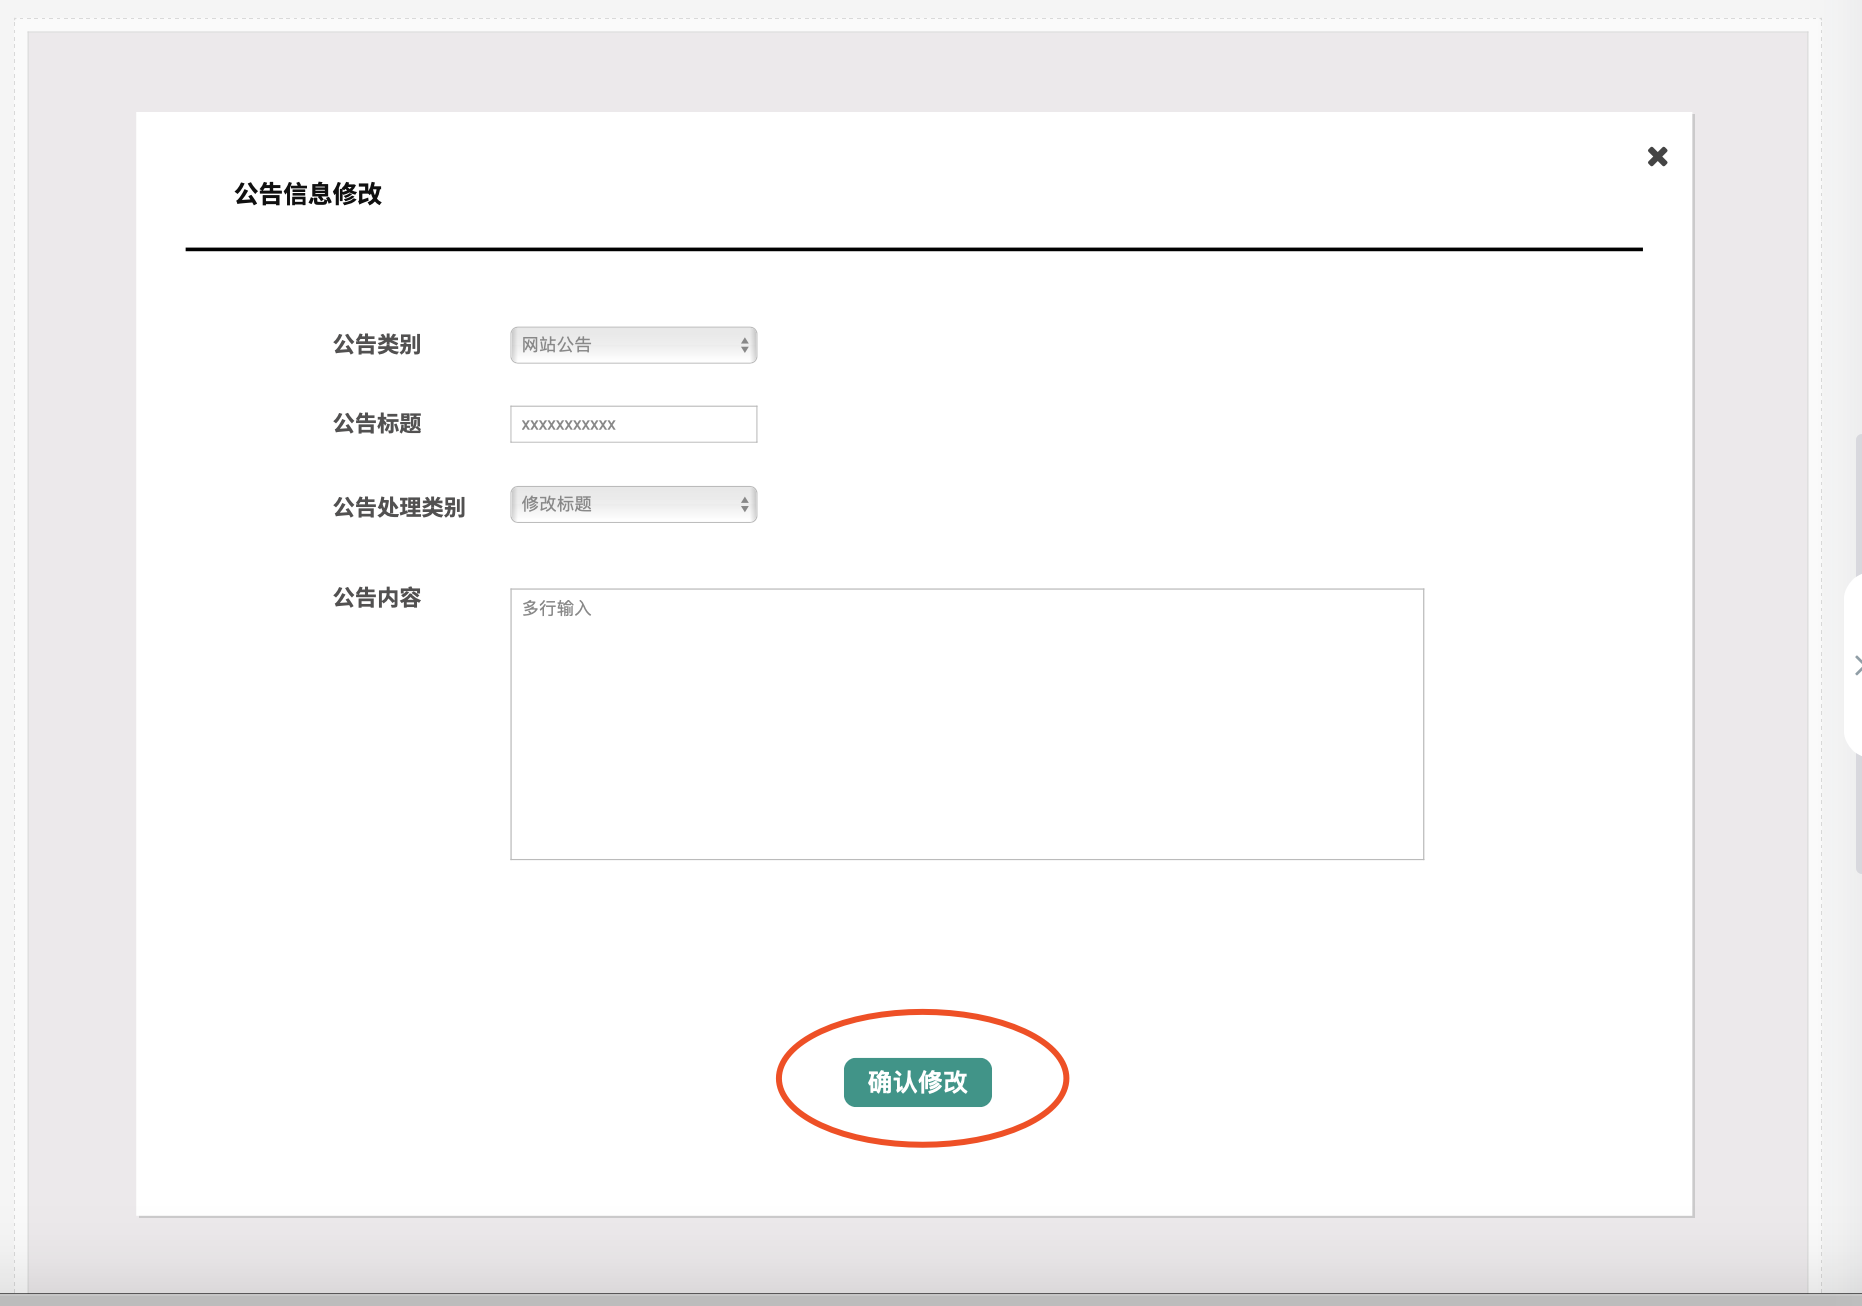 公告信息修改
公告类别 网站公告
公告标题 xxxxxxxxxxx
公告处理类别 修改标题
公告内容 多行输入
确认修改